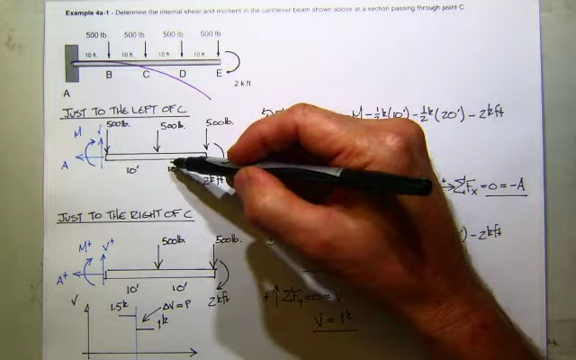 Example 4a-1 - Determine the internal shear and moment in the cantilever beam shown above at a section passing through point C
500 lb. 500 lb. 500 lb. 500 lb.
10 ft. 10 ft. 10 ft. 10 ft.
A B C D E
2 k·ft
JUST TO THE LEFT OF C
M V 500lb. 500lb. 500lb.
A 10' 2kft
M - ½k(10') - ½k(20') - 2kft
→ ΣFx = 0 = -A
JUST TO THE RIGHT OF C
M+ V+ 500lb. 500lb.
A+ 10' 10' 2kft
- 2kft
+↑ ΣFy = 0 = V
V = 1k
V 1.5k ΔV = P
1k